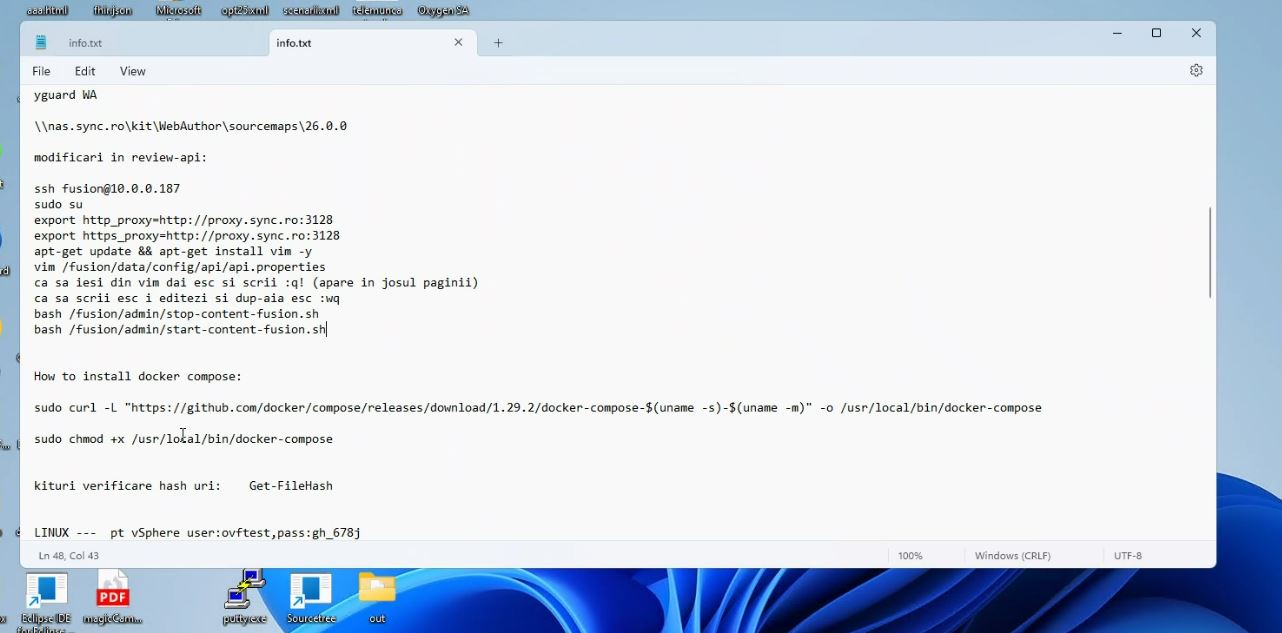 aaa.html
fhir.json
Microsoft
opt25.xml
scenarii.xml
telemunca
Oxygen SA
info.txt
info.txt
File Edit View
yguard WA
\\nas.sync.ro\kit\WebAuthor\sourcemaps\26.0.0
modificari in review-api:
ssh fusion@10.0.0.187
sudo su
export http_proxy=http://proxy.sync.ro:3128
export https_proxy=http://proxy.sync.ro:3128
apt-get update && apt-get install vim -y
vim /fusion/data/config/api/api.properties
ca sa iesi din vim dai esc si scrii :q! (apare in josul paginii)
ca sa scrii esc i editezi si dup-aia esc :wq
bash /fusion/admin/stop-content-fusion.sh
bash /fusion/admin/start-content-fusion.sh
How to install docker compose:
sudo curl -L "https://github.com/docker/compose/releases/download/1.29.2/docker-compose-$(uname -s)-$(uname -m)" -o /usr/local/bin/docker-compose
sudo chmod +x /usr/local/bin/docker-compose
kituri verificare hash uri:    Get-FileHash
LINUX ---  pt vSphere user:ovftest,pass:gh_678j
Ln 48, Col 43
100%
Windows (CRLF)
UTF-8
PDF
Eclipse IDE
for Eclipse...
magicCam...
putty.exe
Sourcetree
out